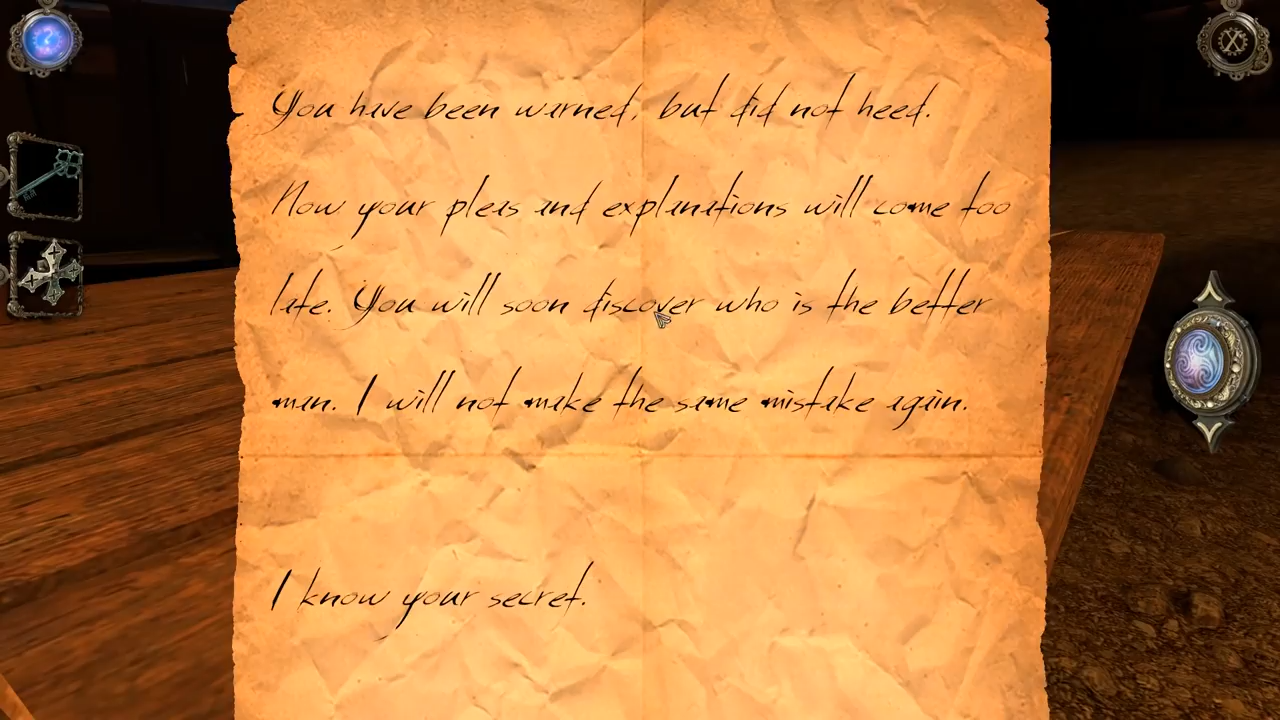 You have been warned, but did not heed.
Now your pleas and explanations will come too
late. You will soon discover who is the better
man. I will not make the same mistake again.
I know your secret.